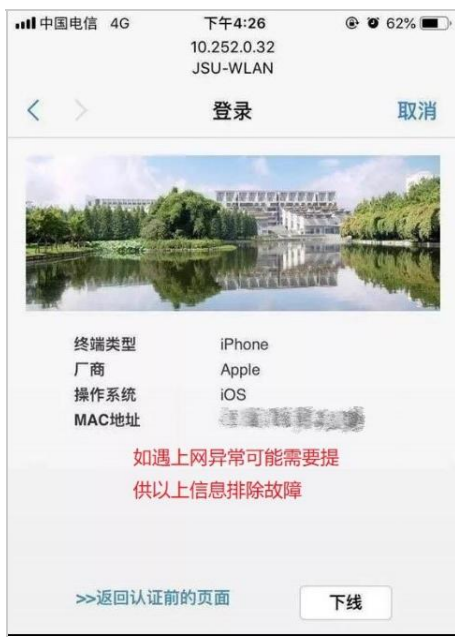 中国电信 4G 下午4:26 62%
10.252.0.32
JSU-WLAN
登录 取消
终端类型 iPhone
厂商 Apple
操作系统 iOS
MAC地址
如遇上网异常可能需要提
供以上信息排除故障
>>返回认证前的页面 下线